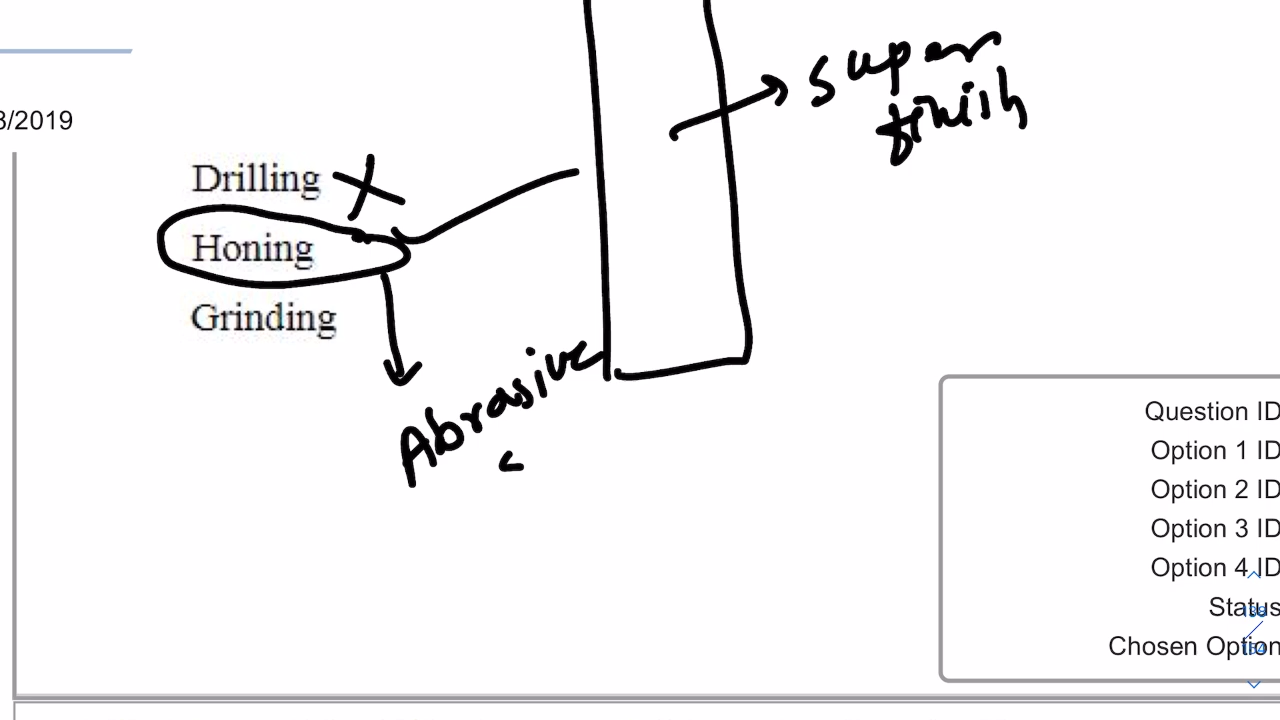 super
finish
8/2019
Drilling
Honing
Grinding
Abrasive
Question ID
Option 1 ID
Option 2 ID
Option 3 ID
Option 4 ID
Status
Chosen Option